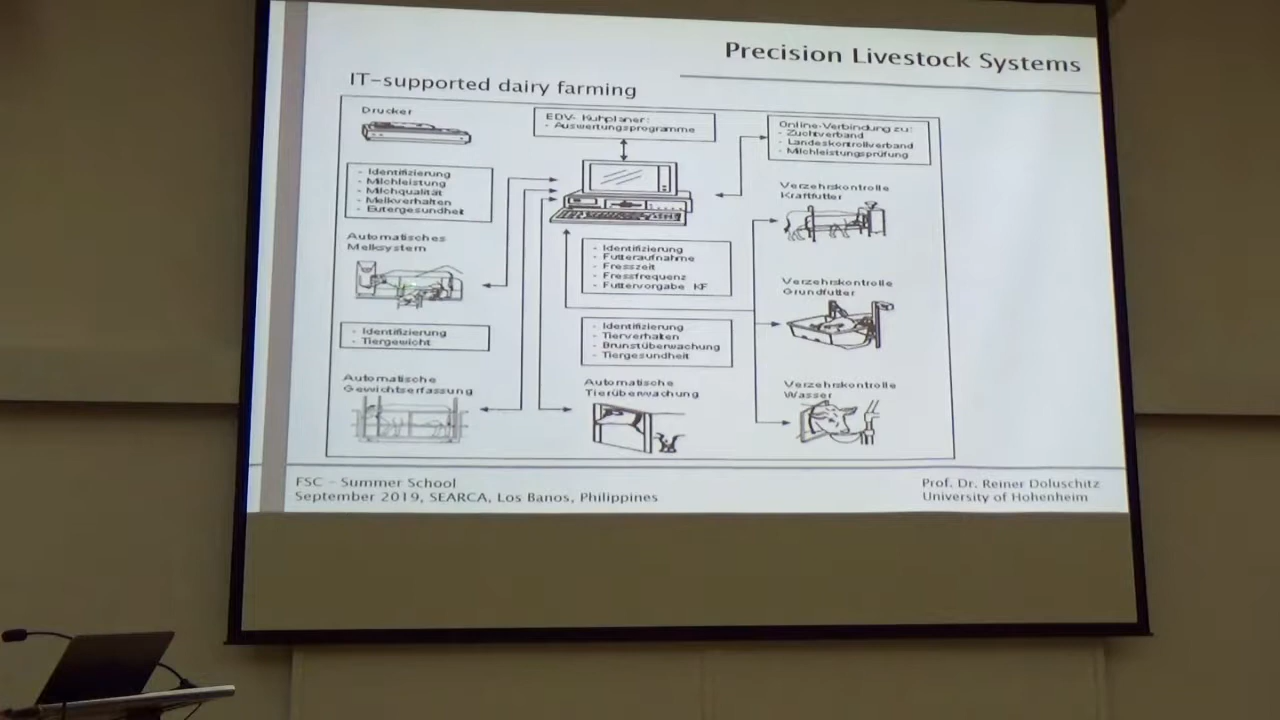 Precision Livestock Systems
IT-supported dairy farming
Drucker
EDV- Kuhplaner:
- Auswertungsprogramme
Online-Verbindung zu:
- Zuchtverband
- Landeskontrollverband
- Milchleistungsprüfung
- Identifizierung
- Milchleistung
- Milchqualität
- Melkverhalten
- Eutergesundheit
Verzehrskontrolle
Kraftfutter
Automatisches
Melksystem
- Identifizierung
- Futteraufnahme
- Fresszeit
- Fressfrequenz
- Futtervorgabe KF
Verzehrskontrolle
Grundfutter
- Identifizierung
- Tiergewicht
- Identifizierung
- Tierverhalten
- Brunstüberwachung
- Tiergesundheit
Automatische
Gewichtserfassung
Automatische
Tierüberwachung
Verzehrskontrolle
Wasser
FSC - Summer School
September 2019, SEARCA, Los Banos, Philippines
Prof. Dr. Reiner Doluschitz
University of Hohenheim